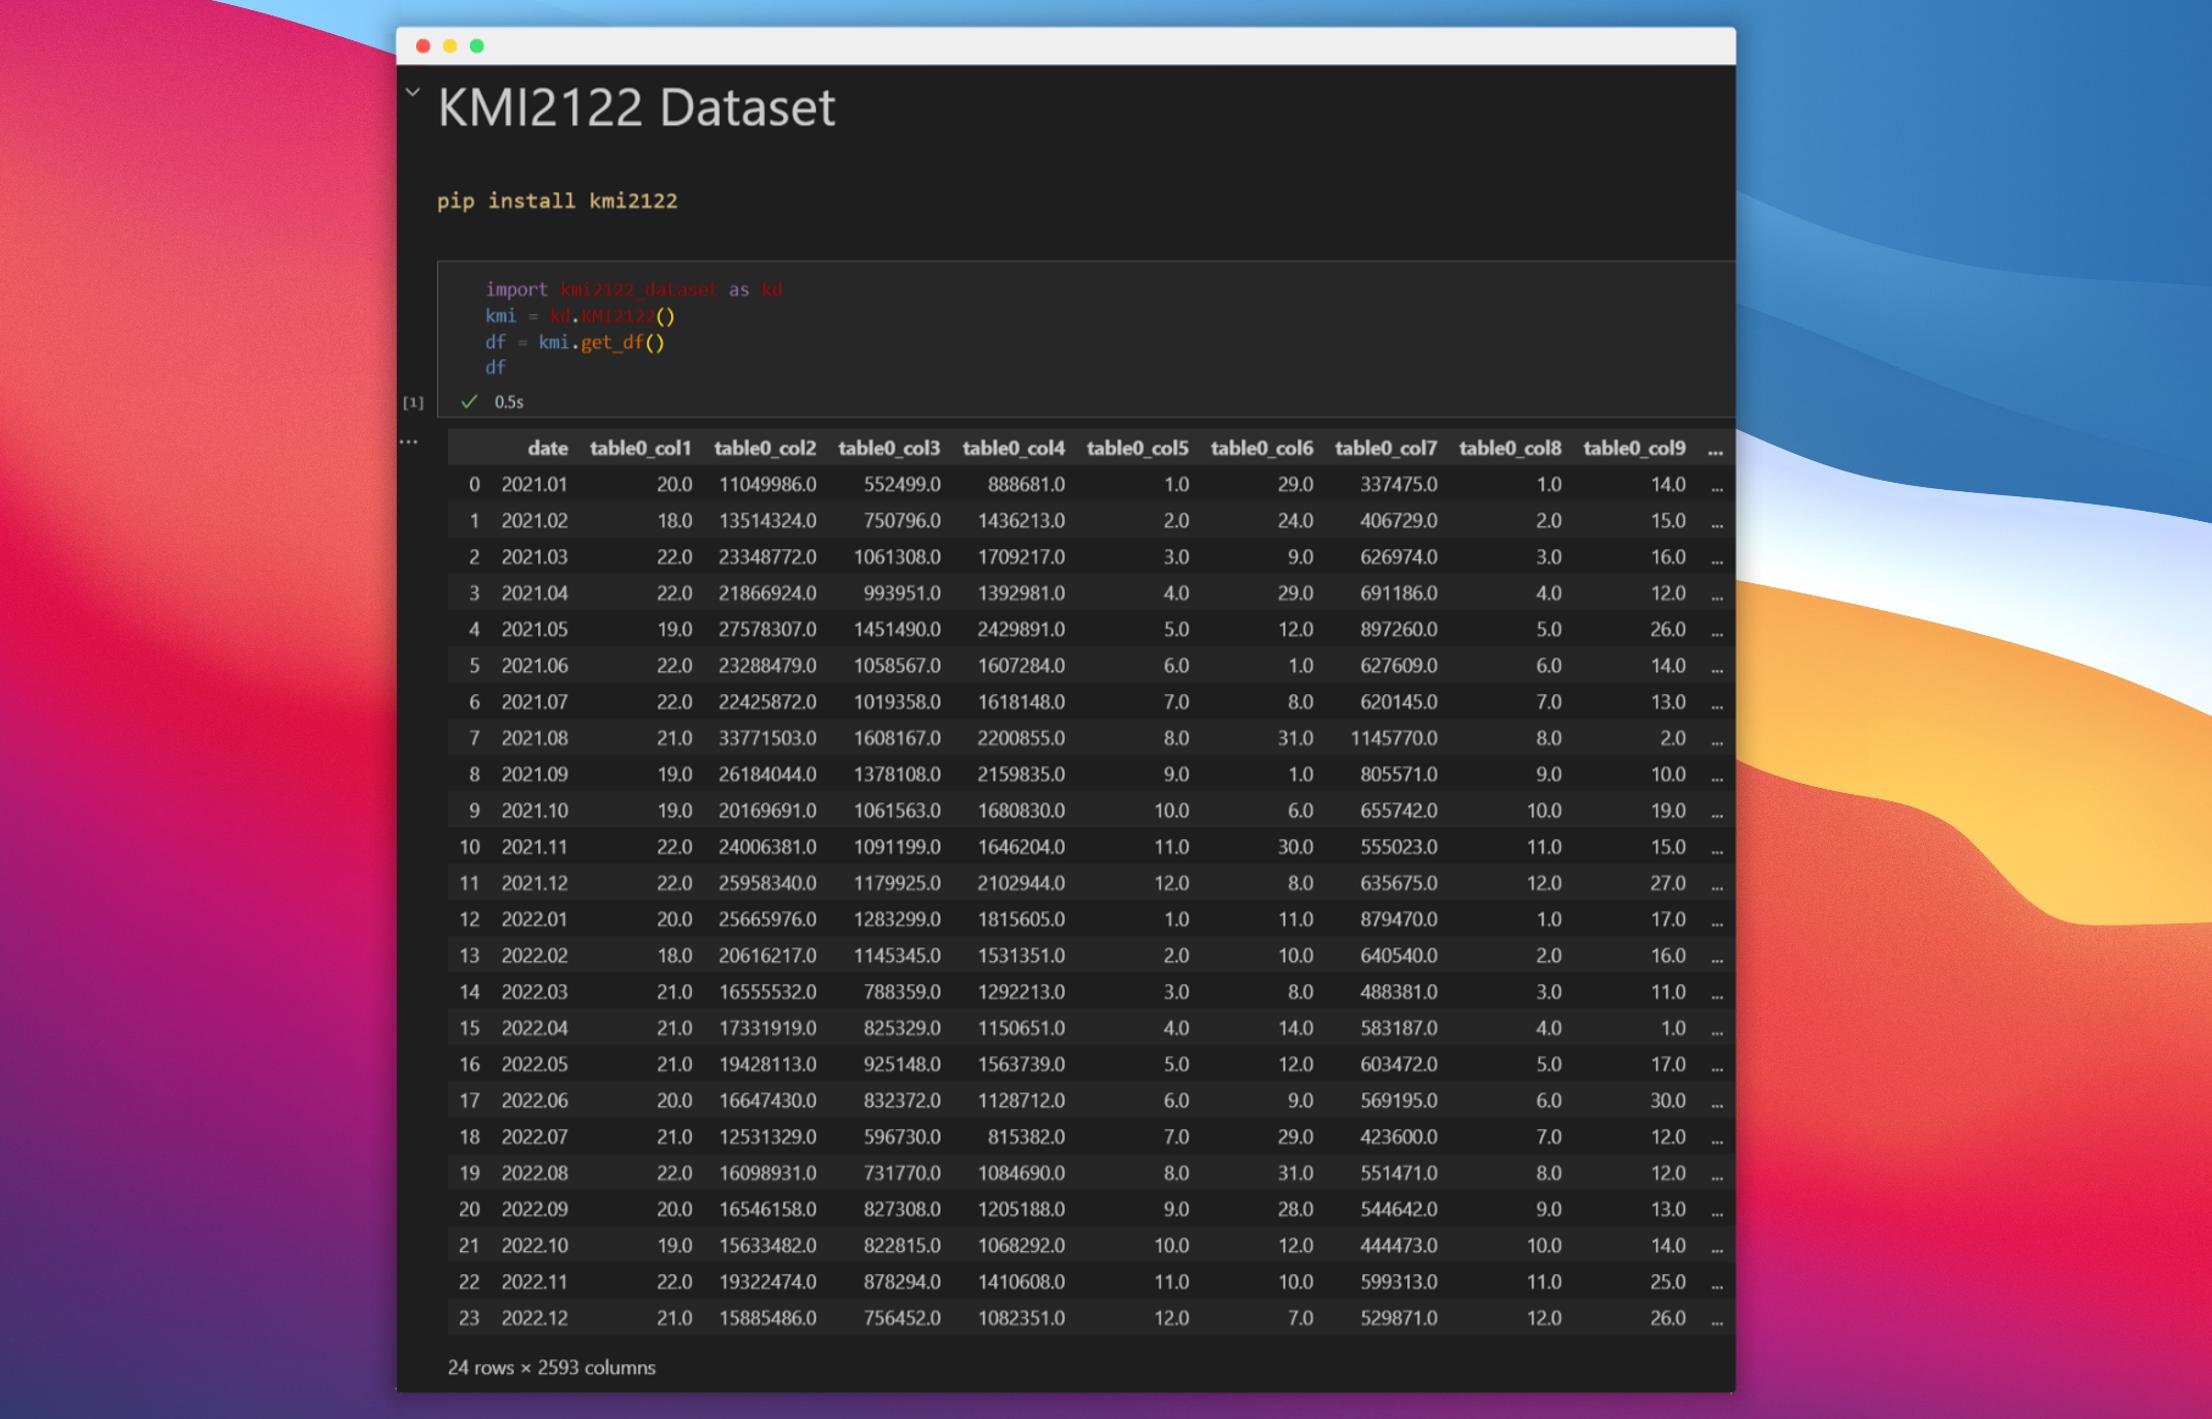 KMI2122 Dataset
pip install kmi2122
import kmi2122_dataset as kd
kmi = kd.KMI2122()
df = kmi.get_df()
df
[1] ✓ 0.5s
...
date table0_col1 table0_col2 table0_col3 table0_col4 table0_col5 table0_col6 table0_col7 table0_col8 table0_col9 ...
0 2021.01 20.0 11049986.0 552499.0 888681.0 1.0 29.0 337475.0 1.0 14.0 ...
1 2021.02 18.0 13514324.0 750796.0 1436213.0 2.0 24.0 406729.0 2.0 15.0 ...
2 2021.03 22.0 23348772.0 1061308.0 1709217.0 3.0 9.0 626974.0 3.0 16.0 ...
3 2021.04 22.0 21866924.0 993951.0 1392981.0 4.0 29.0 691186.0 4.0 12.0 ...
4 2021.05 19.0 27578307.0 1451490.0 2429891.0 5.0 12.0 897260.0 5.0 26.0 ...
5 2021.06 22.0 23288479.0 1058567.0 1607284.0 6.0 1.0 627609.0 6.0 14.0 ...
6 2021.07 22.0 22425872.0 1019358.0 1618148.0 7.0 8.0 620145.0 7.0 13.0 ...
7 2021.08 21.0 33771503.0 1608167.0 2200855.0 8.0 31.0 1145770.0 8.0 2.0 ...
8 2021.09 19.0 26184044.0 1378108.0 2159835.0 9.0 1.0 805571.0 9.0 10.0 ...
9 2021.10 19.0 20169691.0 1061563.0 1680830.0 10.0 6.0 655742.0 10.0 19.0 ...
10 2021.11 22.0 24006381.0 1091199.0 1646204.0 11.0 30.0 555023.0 11.0 15.0 ...
11 2021.12 22.0 25958340.0 1179925.0 2102944.0 12.0 8.0 635675.0 12.0 27.0 ...
12 2022.01 20.0 25665976.0 1283299.0 1815605.0 1.0 11.0 879470.0 1.0 17.0 ...
13 2022.02 18.0 20616217.0 1145345.0 1531351.0 2.0 10.0 640540.0 2.0 16.0 ...
14 2022.03 21.0 16555532.0 788359.0 1292213.0 3.0 8.0 488381.0 3.0 11.0 ...
15 2022.04 21.0 17331919.0 825329.0 1150651.0 4.0 14.0 583187.0 4.0 1.0 ...
16 2022.05 21.0 19428113.0 925148.0 1563739.0 5.0 12.0 603472.0 5.0 17.0 ...
17 2022.06 20.0 16647430.0 832372.0 1128712.0 6.0 9.0 569195.0 6.0 30.0 ...
18 2022.07 21.0 12531329.0 596730.0 815382.0 7.0 29.0 423600.0 7.0 12.0 ...
19 2022.08 22.0 16098931.0 731770.0 1084690.0 8.0 31.0 551471.0 8.0 12.0 ...
20 2022.09 20.0 16546158.0 827308.0 1205188.0 9.0 28.0 544642.0 9.0 13.0 ...
21 2022.10 19.0 15633482.0 822815.0 1068292.0 10.0 12.0 444473.0 10.0 14.0 ...
22 2022.11 22.0 19322474.0 878294.0 1410608.0 11.0 10.0 599313.0 11.0 25.0 ...
23 2022.12 21.0 15885486.0 756452.0 1082351.0 12.0 7.0 529871.0 12.0 26.0 ...
24 rows × 2593 columns